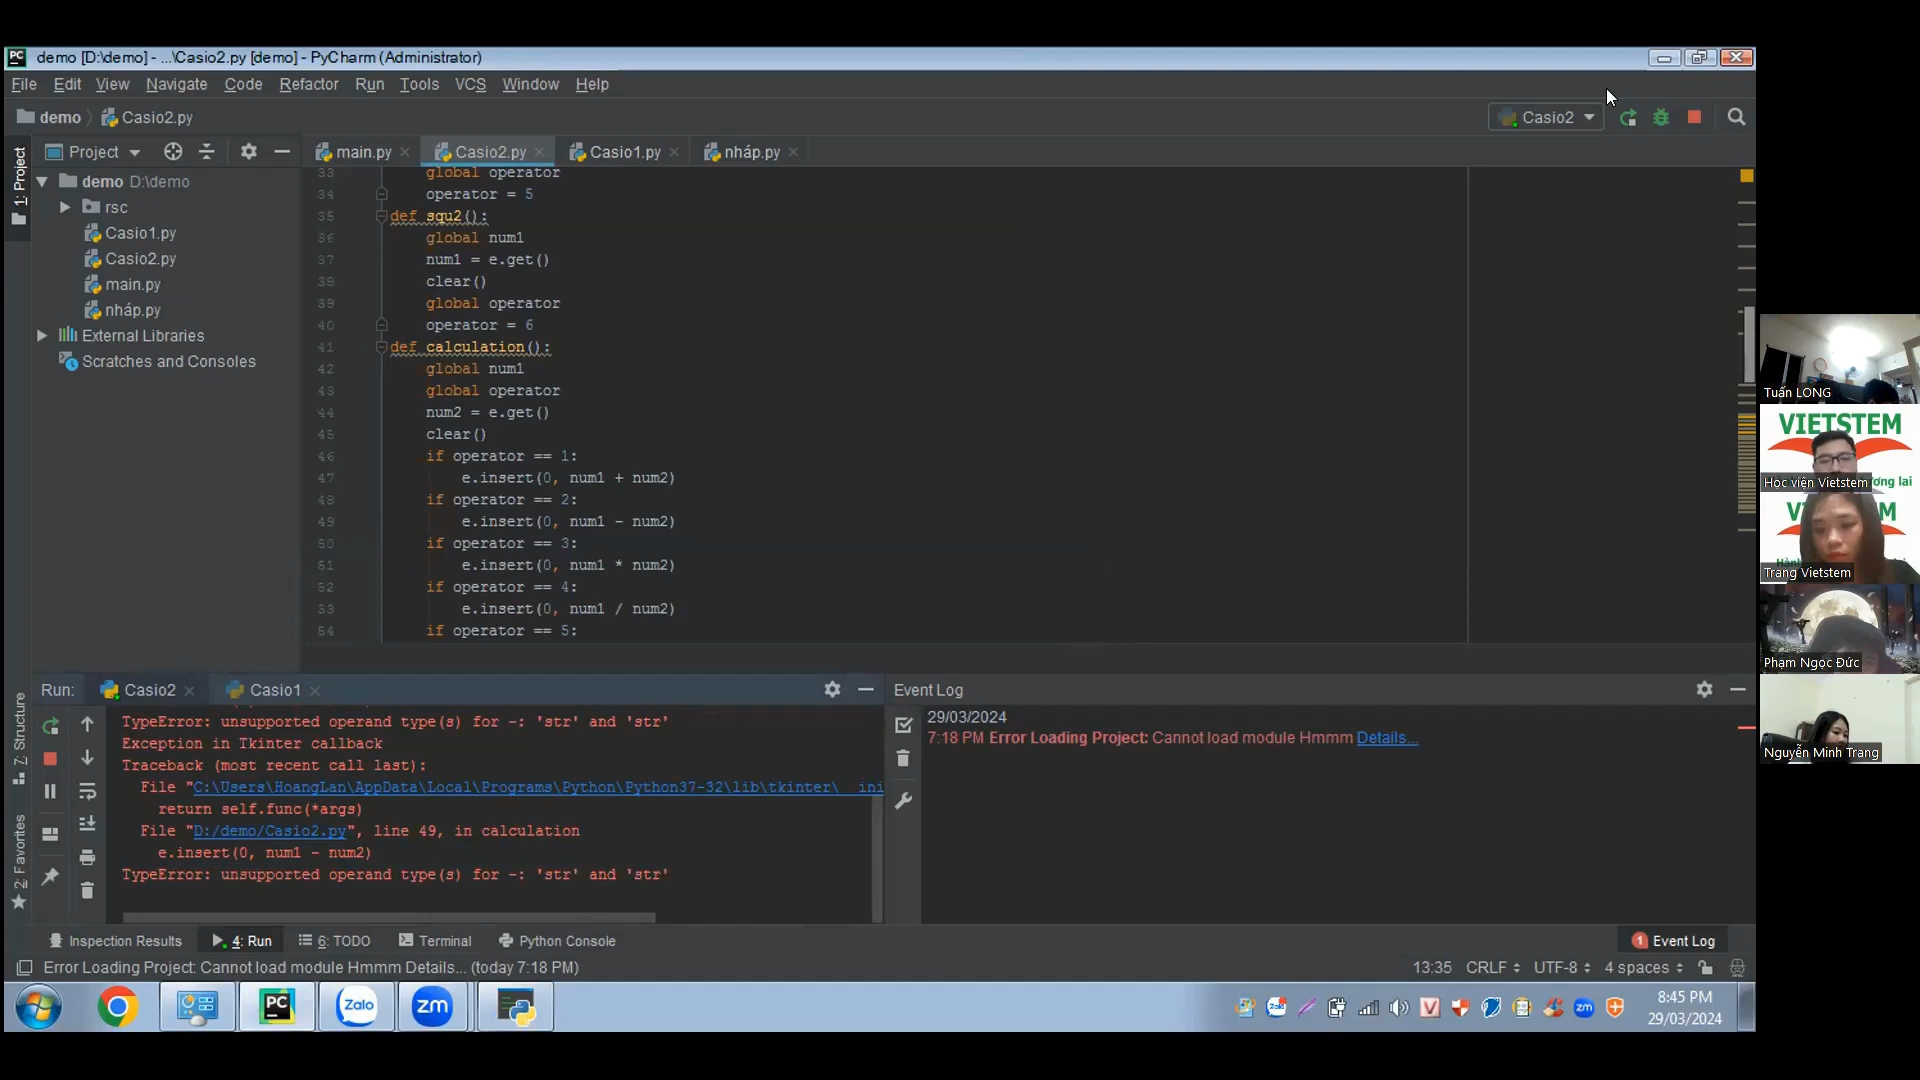 demo [D:\demo] - ...\Casio2.py [demo] - PyCharm (Administrator)
File Edit View Navigate Code Refactor Run Tools VCS Window Help
demo Casio2.py
Casio2
Project
main.py Casio2.py Casio1.py nháp.py
1: Project
demo D:\demo
rsc
Casio1.py
Casio2.py
main.py
nháp.py
External Libraries
Scratches and Consoles
33 global operator
34 operator = 5
35 def squ2():
36 global num1
37 num1 = e.get()
38 clear()
39 global operator
40 operator = 6
41 def calculation():
42 global num1
43 global operator
44 num2 = e.get()
45 clear()
46 if operator == 1:
47 e.insert(0, num1 + num2)
48 if operator == 2:
49 e.insert(0, num1 - num2)
50 if operator == 3:
51 e.insert(0, num1 * num2)
52 if operator == 4:
53 e.insert(0, num1 / num2)
54 if operator == 5:
Run: Casio2 Casio1
TypeError: unsupported operand type(s) for -: 'str' and 'str'
Exception in Tkinter callback
Traceback (most recent call last):
File "C:\Users\HoangLan\AppData\Local\Programs\Python\Python37-32\lib\tkinter\__ini
return self.func(*args)
File "D:/demo/Casio2.py", line 49, in calculation
e.insert(0, num1 - num2)
TypeError: unsupported operand type(s) for -: 'str' and 'str'
7: Structure
2: Favorites
Event Log
29/03/2024
7:18 PM Error Loading Project: Cannot load module Hmmm Details...
Inspection Results 4: Run 6: TODO Terminal Python Console
1 Event Log
Error Loading Project: Cannot load module Hmmm Details... (today 7:18 PM)
13:35 CRLF UTF-8 4 spaces
PC Zalo zm
8:45 PM
29/03/2024
Tuấn LONG
VIETSTEM
Học viện Vietstem
ơng lai
Trang Vietstem
Phạm Ngọc Đức
Nguyễn Minh Trang